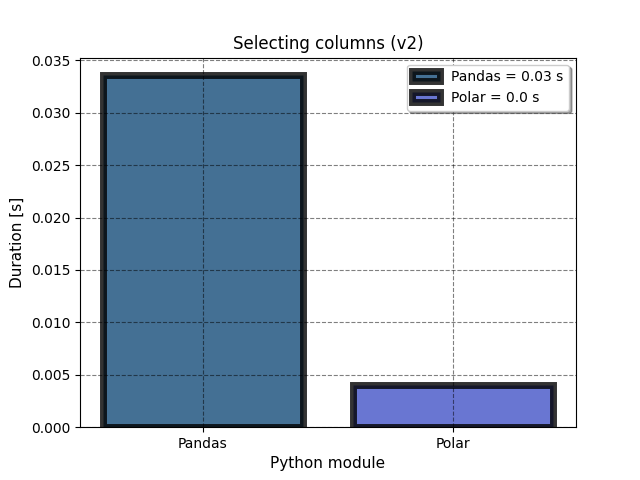 Selecting columns (v2)
Pandas = 0.03 s
Polar = 0.0 s
Duration [s]
0.035
0.030
0.025
0.020
0.015
0.010
0.005
0.000
Pandas
Polar
Python module